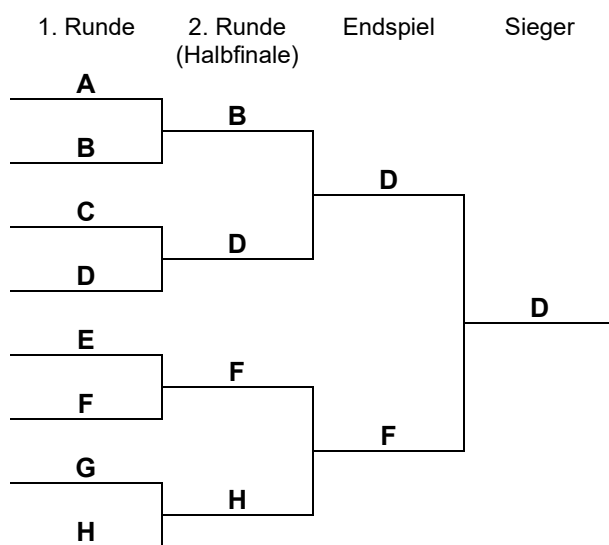 1. Runde 2. Runde Endspiel Sieger
(Halbfinale)
A
B
B
D
C
D
D
D
E
F
F
F
G
H
H